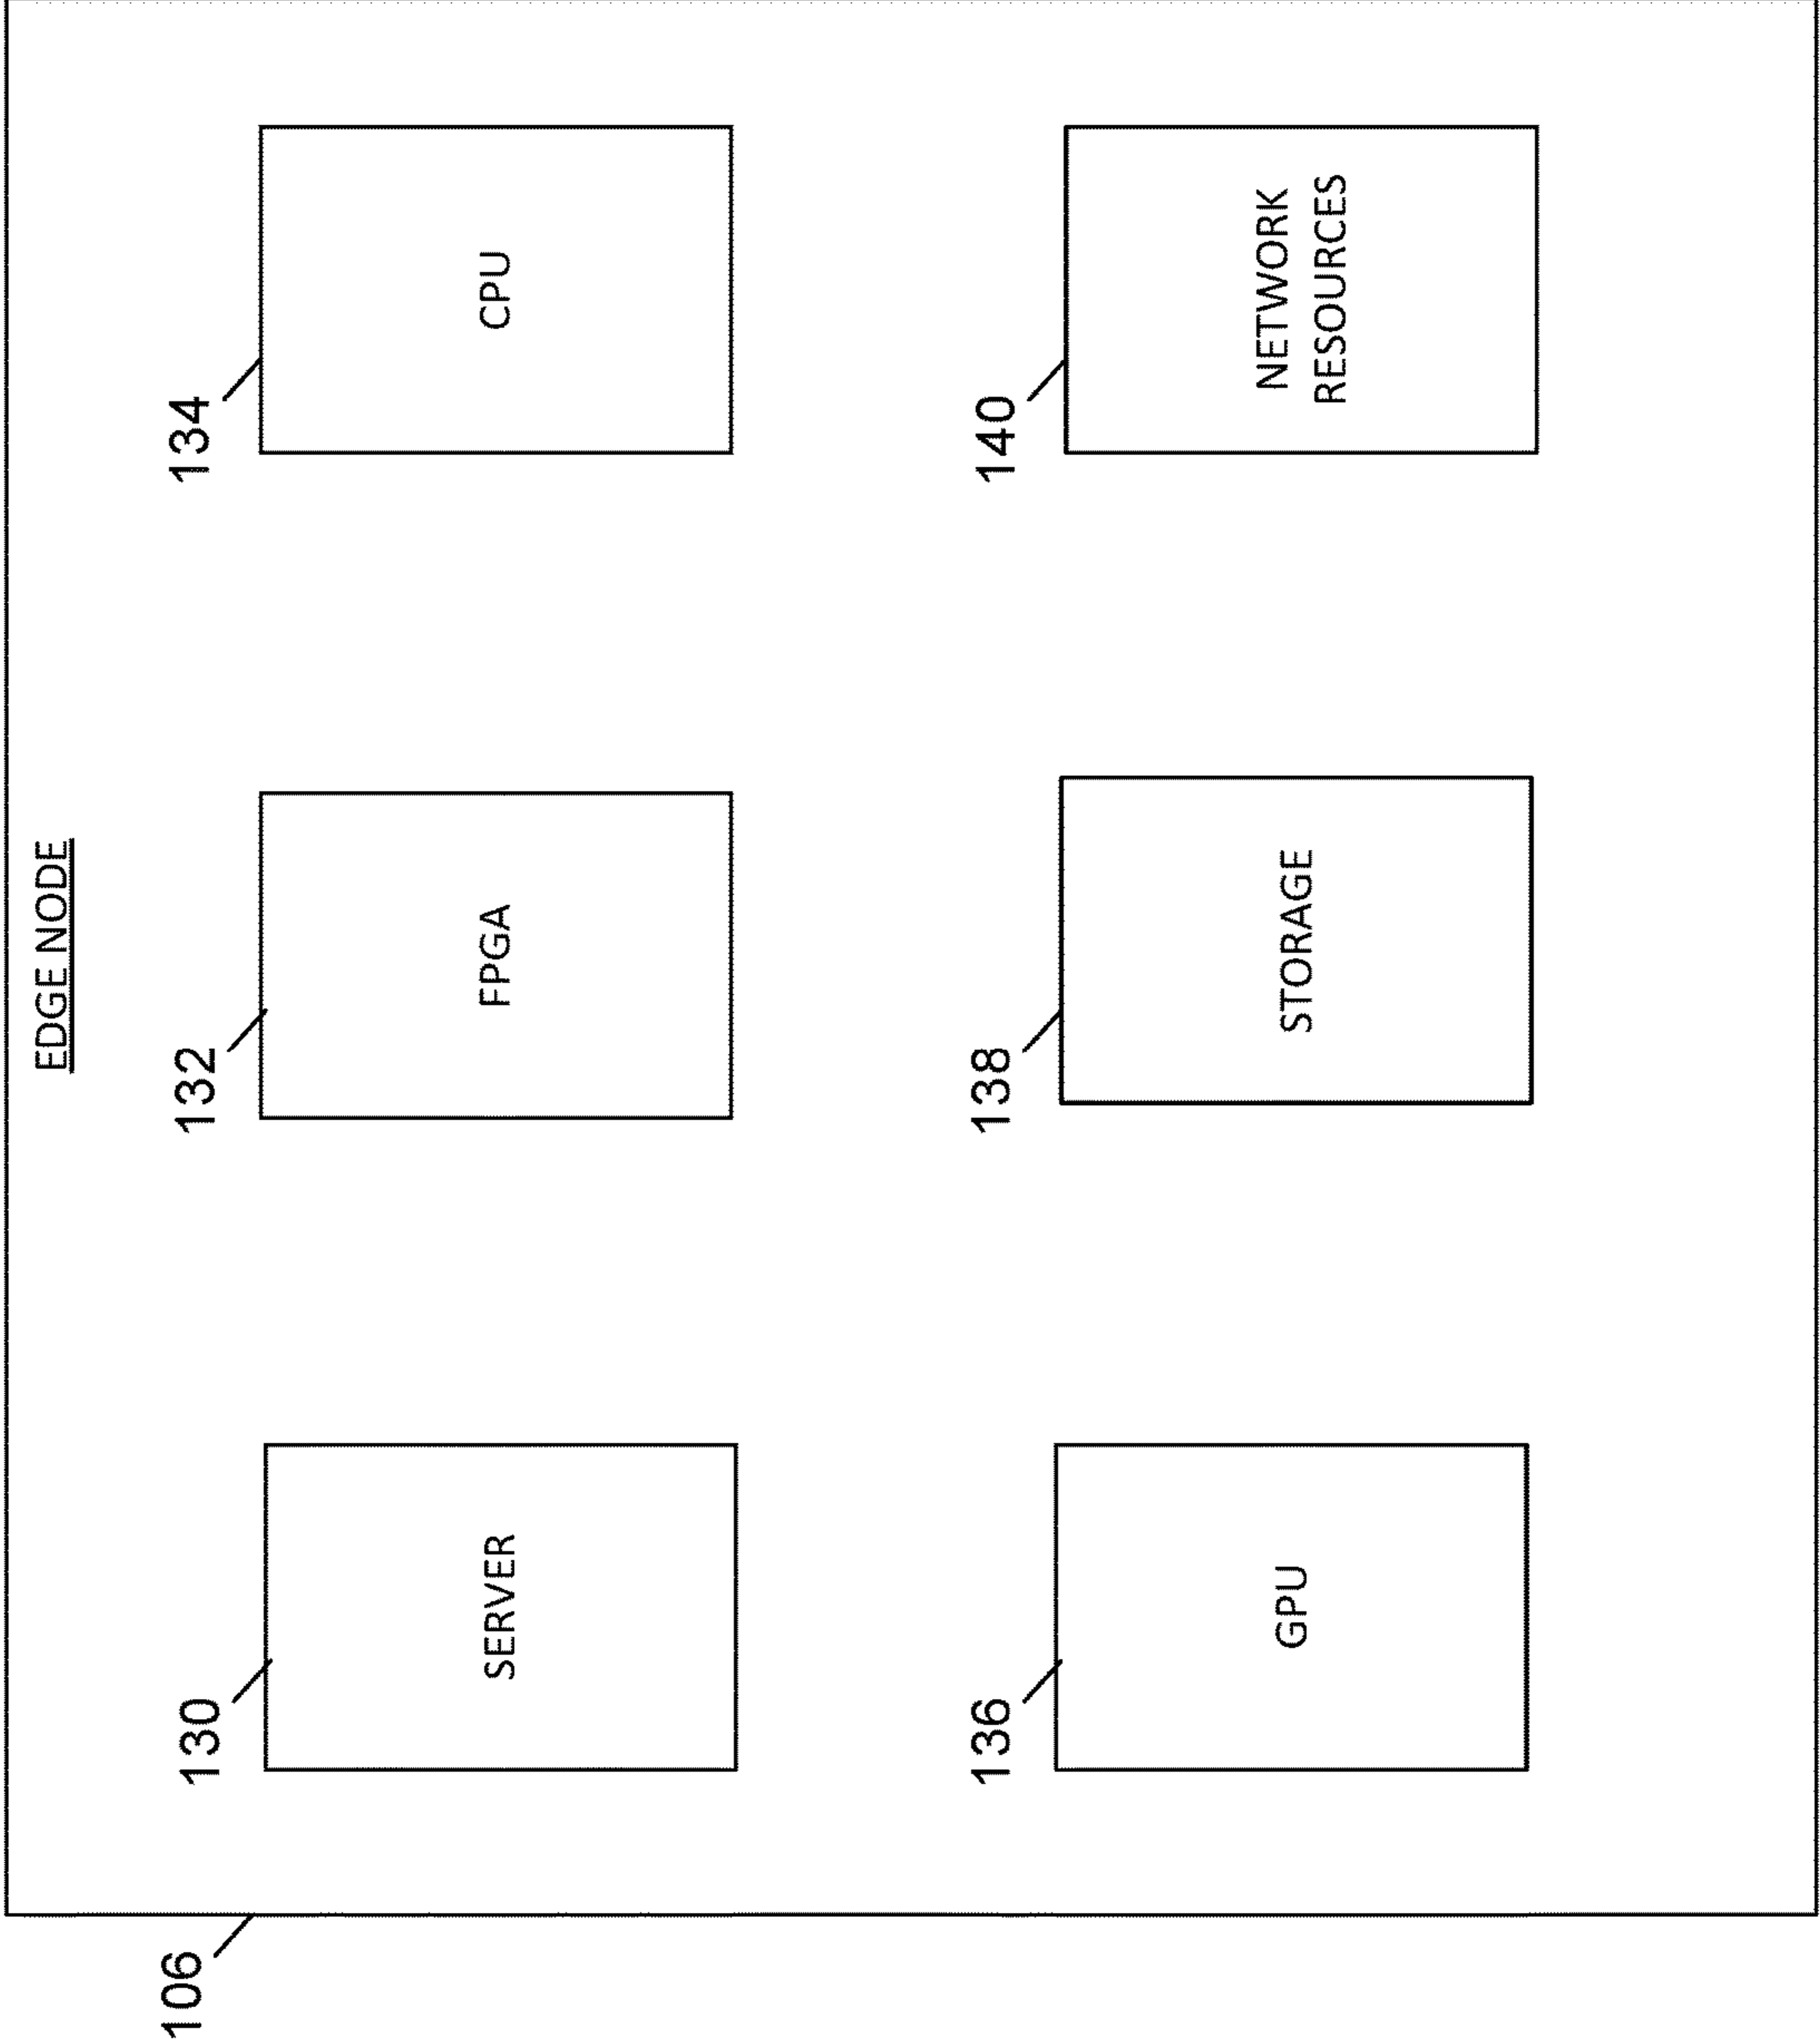 EDGE NODE
106
130
132
134
SERVER
FPGA
CPU
136
138
140
GPU
STORAGE
NETWORK
RESOURCES